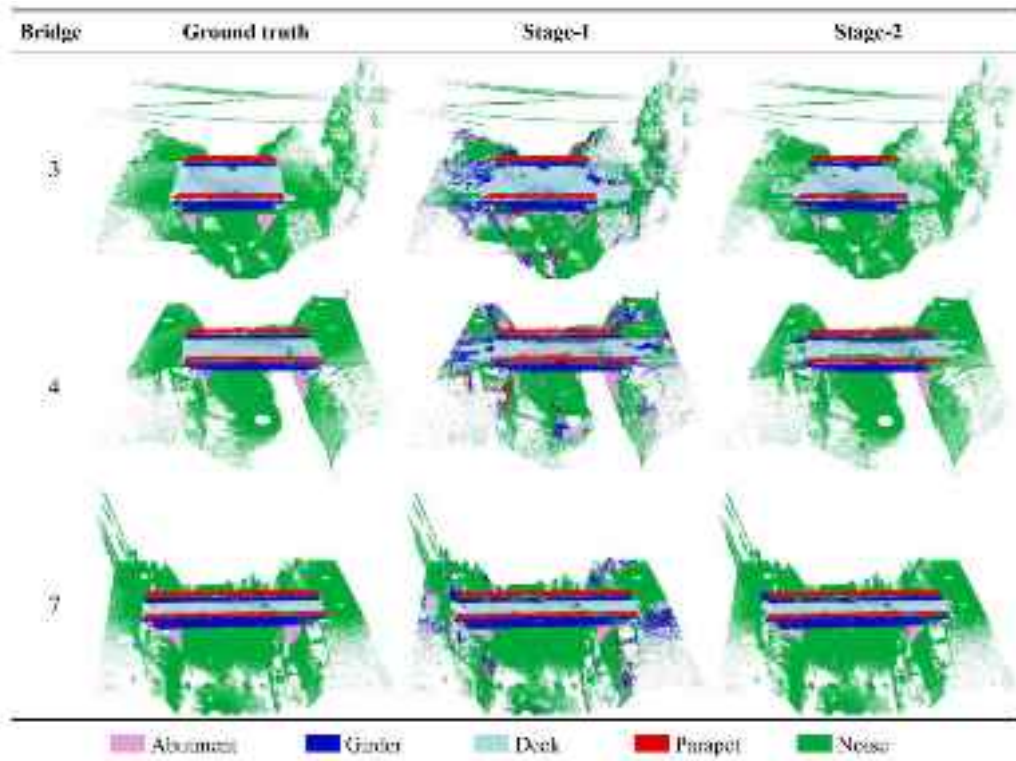 Bridge Ground truth Stage-1 Stage-2
3
4
7
Abutment Girder Deck Parapet Noise